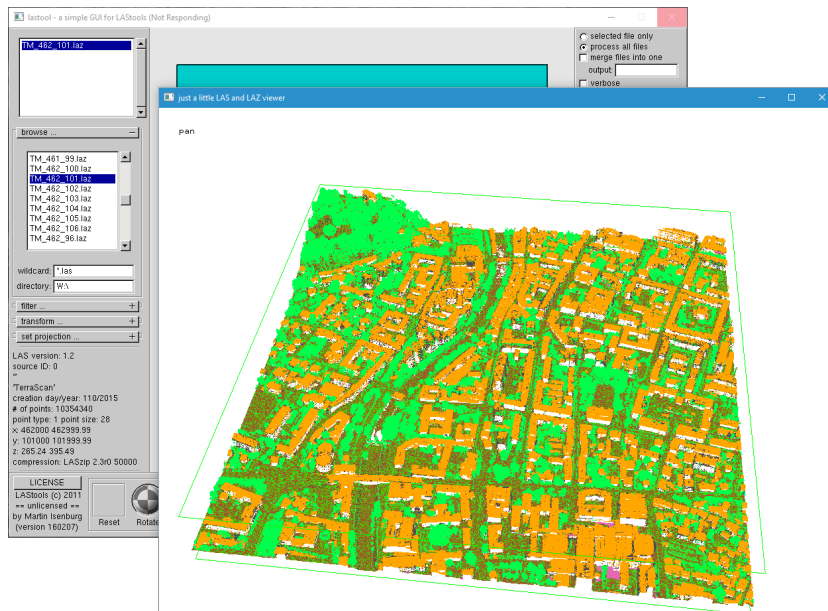 lastool - a simple GUI for LAStools (Not Responding)
TM_462_101.laz
browse ...
TM_461_99.laz
TM_462_100.laz
TM_462_101.laz
TM_462_102.laz
TM_462_103.laz
TM_462_104.laz
TM_462_105.laz
TM_462_106.laz
TM_462_96.laz
wildcard: *.las
directory: W:\
filter ...
transform ...
set projection ...
LAS version: 1.2
source ID: 0
''
'TerraScan'
creation day/year: 110/2015
# of points: 10354340
point type: 1 point size: 28
x: 462000 462999.99
y: 101000 101999.99
z: 265.24 395.49
compression: LASzip 2.3r0 50000
LICENSE
LAStools (c) 2011
== unlicensed ==
by Martin Isenburg
(version 160207)
Reset
Rotate
selected file only
process all files
merge files into one
output:
verbose
just a little LAS and LAZ viewer
pan